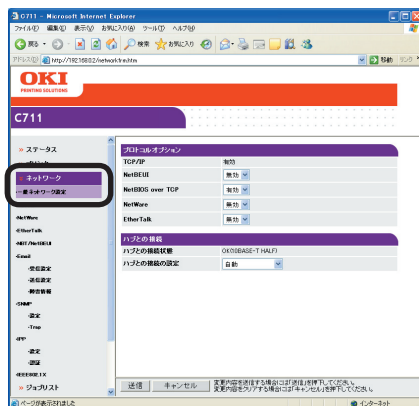 C711 - Microsoft Internet Explorer
ファイル(F) 編集(E) 表示(V) お気に入り(A) ツール(T) ヘルプ(H)
戻る 検索 お気に入り
アドレス(D) http://192.168.0.2/networkfrm.htm 移動 リンク
OKI
PRINTING SOLUTIONS
C711
» ステータス
» ネットワーク
-一般ネットワーク設定
-NetWare
-EtherTalk
-NBT/NetBEUI
-Email
-受信設定
-送信設定
-障害情報
-SNMP
-設定
-Trap
-IPP
-設定
-認証
-IEEE802.1X
» ジョブリスト
プロトコルオプション
TCP/IP 有効
NetBEUI 無効
NetBIOS over TCP 有効
NetWare 無効
EtherTalk 無効
ハブとの接続
ハブとの接続状態 OK(10BASE-T HALF)
ハブとの接続の設定 自動
送信 キャンセル 変更内容を送信する場合には「送信」を押下してください。
変更内容をクリアする場合には「キャンセル」を押下してください。
ページが表示されました インターネット